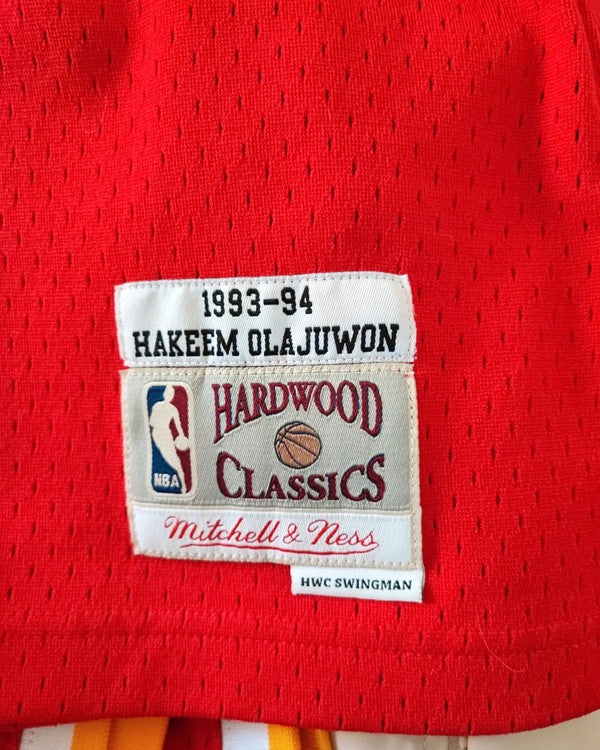 1993-94
HAKEEM OLAJUWON
HARDWOOD
NBA
CLASSICS
Mitchell & Ness
HWC SWINGMAN